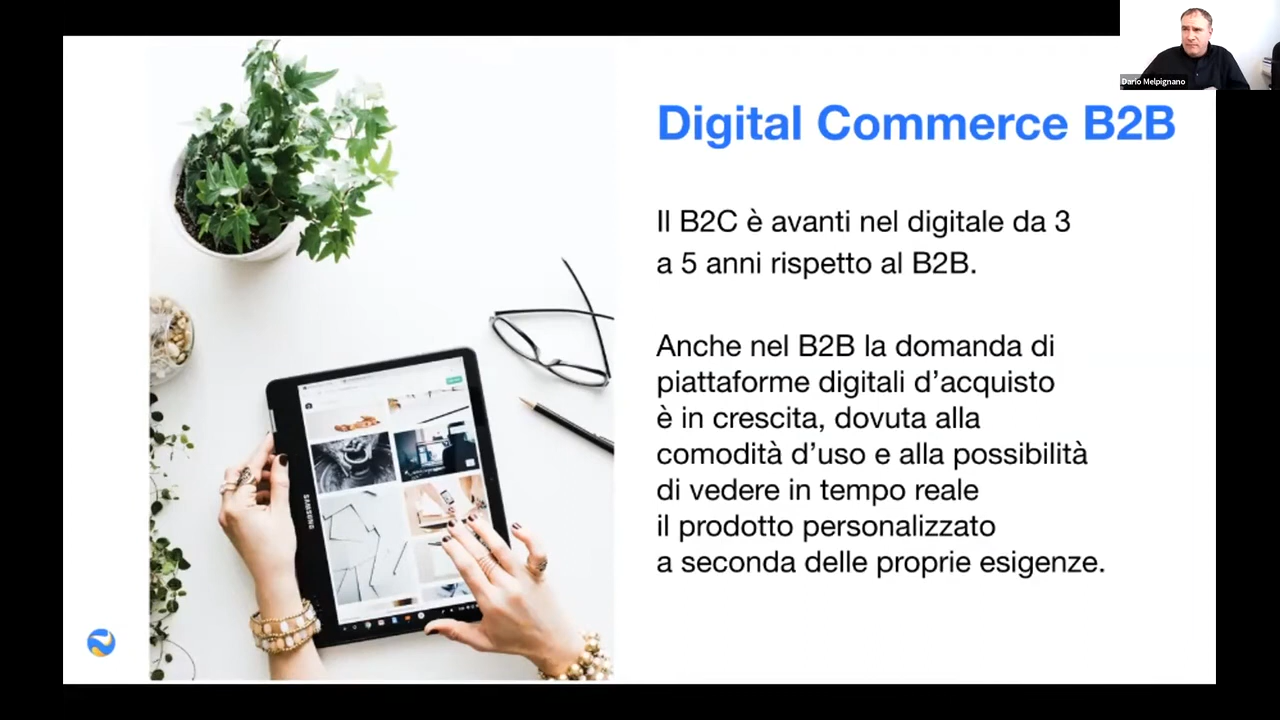 Dario Melpignano
Digital Commerce B2B
Il B2C è avanti nel digitale da 3
a 5 anni rispetto al B2B.
Anche nel B2B la domanda di
piattaforme digitali d’acquisto
è in crescita, dovuta alla
comodità d’uso e alla possibilità
di vedere in tempo reale
il prodotto personalizzato
a seconda delle proprie esigenze.
SAMSUNG